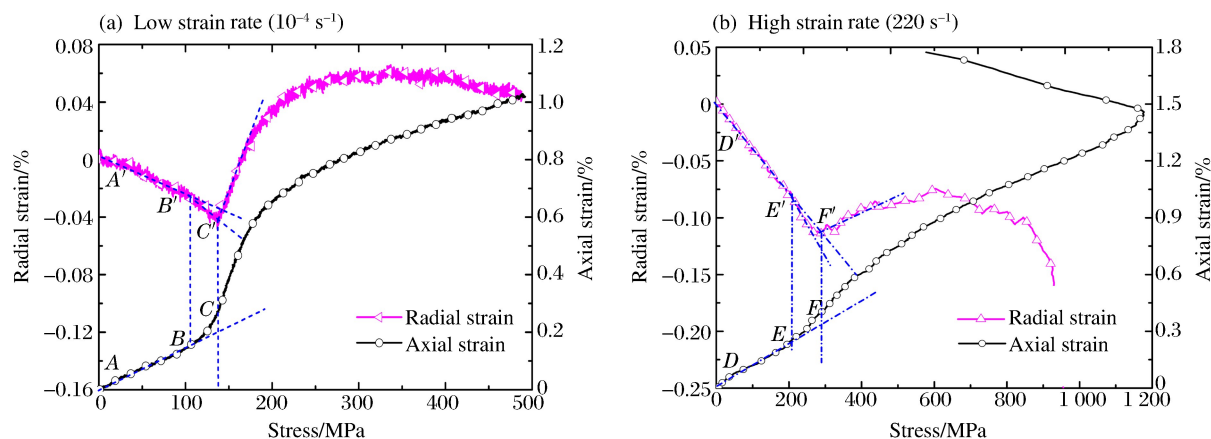 (a) Low strain rate (10⁻⁴ s⁻¹)
0.08
0.04
0
−0.04
−0.08
−0.12
−0.16
Radial strain/%
1.2
1.0
0.8
0.6
0.4
0.2
0
Axial strain/%
A′
B′
C′
A
B
C
Radial strain
Axial strain
0
100
200
300
400
500
Stress/MPa
(b) High strain rate (220 s⁻¹)
0.05
0
−0.05
−0.10
−0.15
−0.20
−0.25
Radial strain/%
1.8
1.5
1.2
0.9
0.6
0.3
0
Axial strain/%
D′
E′
F′
D
E
F
Radial strain
Axial strain
0
200
400
600
800
1 000
1 200
Stress/MPa